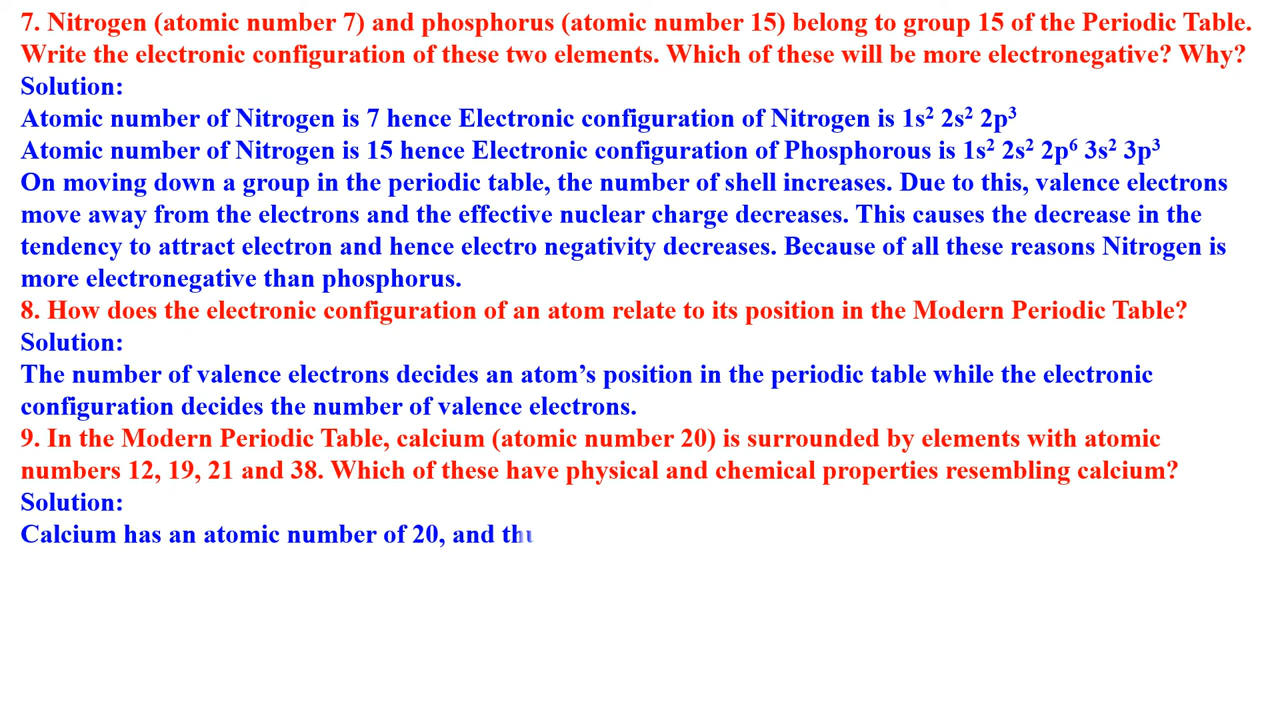 7. Nitrogen (atomic number 7) and phosphorus (atomic number 15) belong to group 15 of the Periodic Table.
Write the electronic configuration of these two elements. Which of these will be more electronegative? Why?
Solution:
Atomic number of Nitrogen is 7 hence Electronic configuration of Nitrogen is 1s² 2s² 2p³
Atomic number of Nitrogen is 15 hence Electronic configuration of Phosphorous is 1s² 2s² 2p⁶ 3s² 3p³
On moving down a group in the periodic table, the number of shell increases. Due to this, valence electrons
move away from the electrons and the effective nuclear charge decreases. This causes the decrease in the
tendency to attract electron and hence electro negativity decreases. Because of all these reasons Nitrogen is
more electronegative than phosphorus.
8. How does the electronic configuration of an atom relate to its position in the Modern Periodic Table?
Solution:
The number of valence electrons decides an atom’s position in the periodic table while the electronic
configuration decides the number of valence electrons.
9. In the Modern Periodic Table, calcium (atomic number 20) is surrounded by elements with atomic
numbers 12, 19, 21 and 38. Which of these have physical and chemical properties resembling calcium?
Solution:
Calcium has an atomic number of 20, and thu